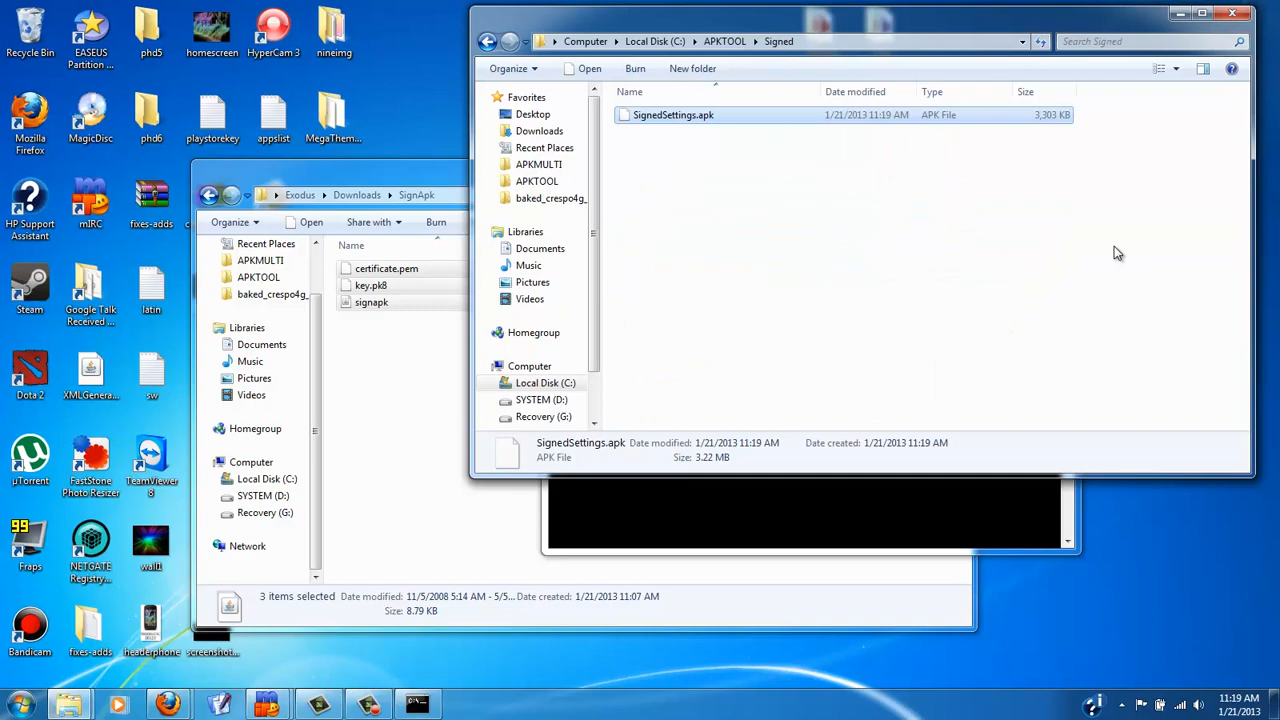 Recycle Bin
EASEUS
Partition ...
phd5
homescreen
HyperCam 3
nineimg
Mozilla
Firefox
MagicDisc
phd4
playstorekey
appslist
MegaThem...
HP Support
Assistant
mIRC
fixes-adds
Steam
Google Talk
Received ...
latin
Dota 2
XMLGenera...
sw
µTorrent
FastStone
Photo Resizer
TeamViewer
8
99
Fraps
NETGATE
Registry...
wall1
Bandicam
fixes-adds
headerphone
screenshot...
Computer
Local Disk (C:)
APKTOOL
Signed
Search Signed
Organize
Open
Burn
New folder
Name
Date modified
Type
Size
SignedSettings.apk
1/21/2013 11:19 AM
APK File
3,303 KB
Favorites
Desktop
Downloads
Recent Places
APKMULTI
APKTOOL
baked_crespo4g_
Libraries
Documents
Music
Pictures
Videos
Homegroup
Computer
Local Disk (C:)
SYSTEM (D:)
Recovery (G:)
SignedSettings.apk Date modified: 1/21/2013 11:19 AM Date created: 1/21/2013 11:19 AM
APK File Size: 3.22 MB
Exodus
Downloads
SignApk
Organize
Open
Share with
Burn
Name
Recent Places
APKMULTI
APKTOOL
baked_crespo4g_
Libraries
Documents
Music
Pictures
Videos
Homegroup
Computer
Local Disk (C:)
SYSTEM (D:)
Recovery (G:)
Network
certificate.pem
key.pk8
signapk
3 items selected Date modified: 11/5/2008 5:14 AM - 5/5... Date created: 1/21/2013 11:07 AM
Size: 8.79 KB
11:19 AM
1/21/2013